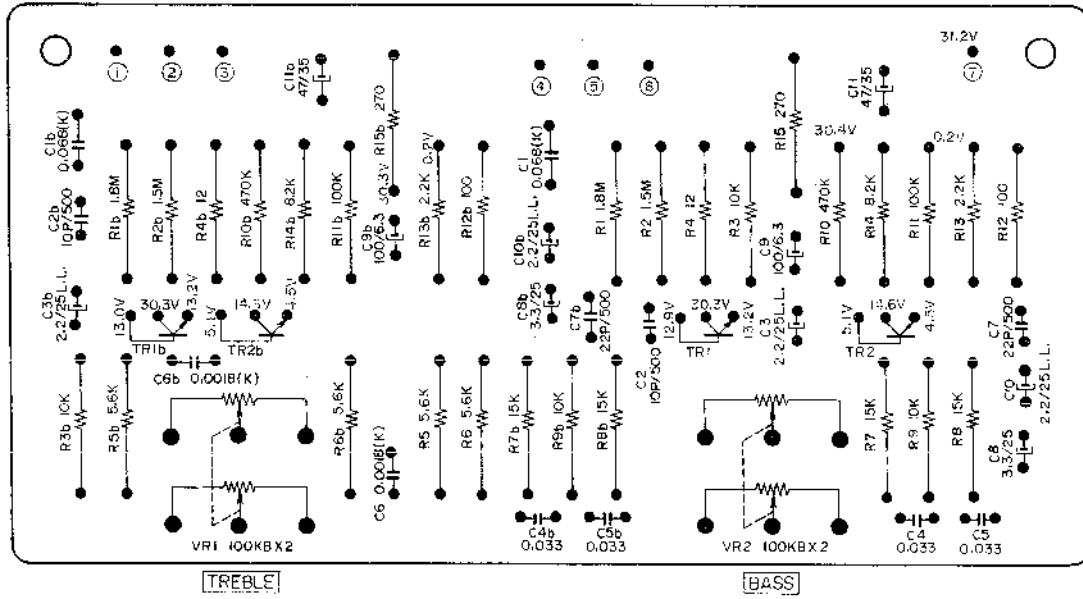 31.2V
① ② ③
④ ⑤ ⑧
⑦
C11b
47/35
R15b 270
30.3V
R15 270
C11
47/35
30.4V
0.2V
0.2V
C1b
0.068(K)
C2b
10P/500
R1b 1.8M
R2b 1.5M
R4b 12
R10b 470K
R14b 8.2K
R11b 100K
C9b
100/6.3
R13b 2.2K
R12b 100
C1
0.068(K)
C10b
2.2/25L.L.
R1 1.8M
R2 1.5M
R4 12
R3 10K
C9
100/6.3
R10 470K
R14 8.2K
R11 100K
R13 2.2K
R12 100
C3b
2.2/25L.L.
13.0V
30.3V
13.2V
TR1b
5.1V
14.3V
4.5V
TR2b
C8b
3.3/25
C7b
22P/500
C2
10P/500
12.9V
30.3V
13.2V
TR1
C3
2.2/25L.L.
5.1V
14.6V
4.5V
TR2
C7
22P/500
C6b 0.0018(K)
R3b 10K
R5b 5.6K
R6b 5.6K
C6 0.0018(K)
R5 5.6K
R6 5.6K
R7b 15K
R9b 10K
R8b 15K
R7 15K
R9 10K
R8 15K
C10
2.2/25L.L.
C8
3.3/25
VR1 100KBX2
C4b
0.033
C5b
0.033
VR2 100KBX2
C4
0.033
C5
0.033
TREBLE
BASS